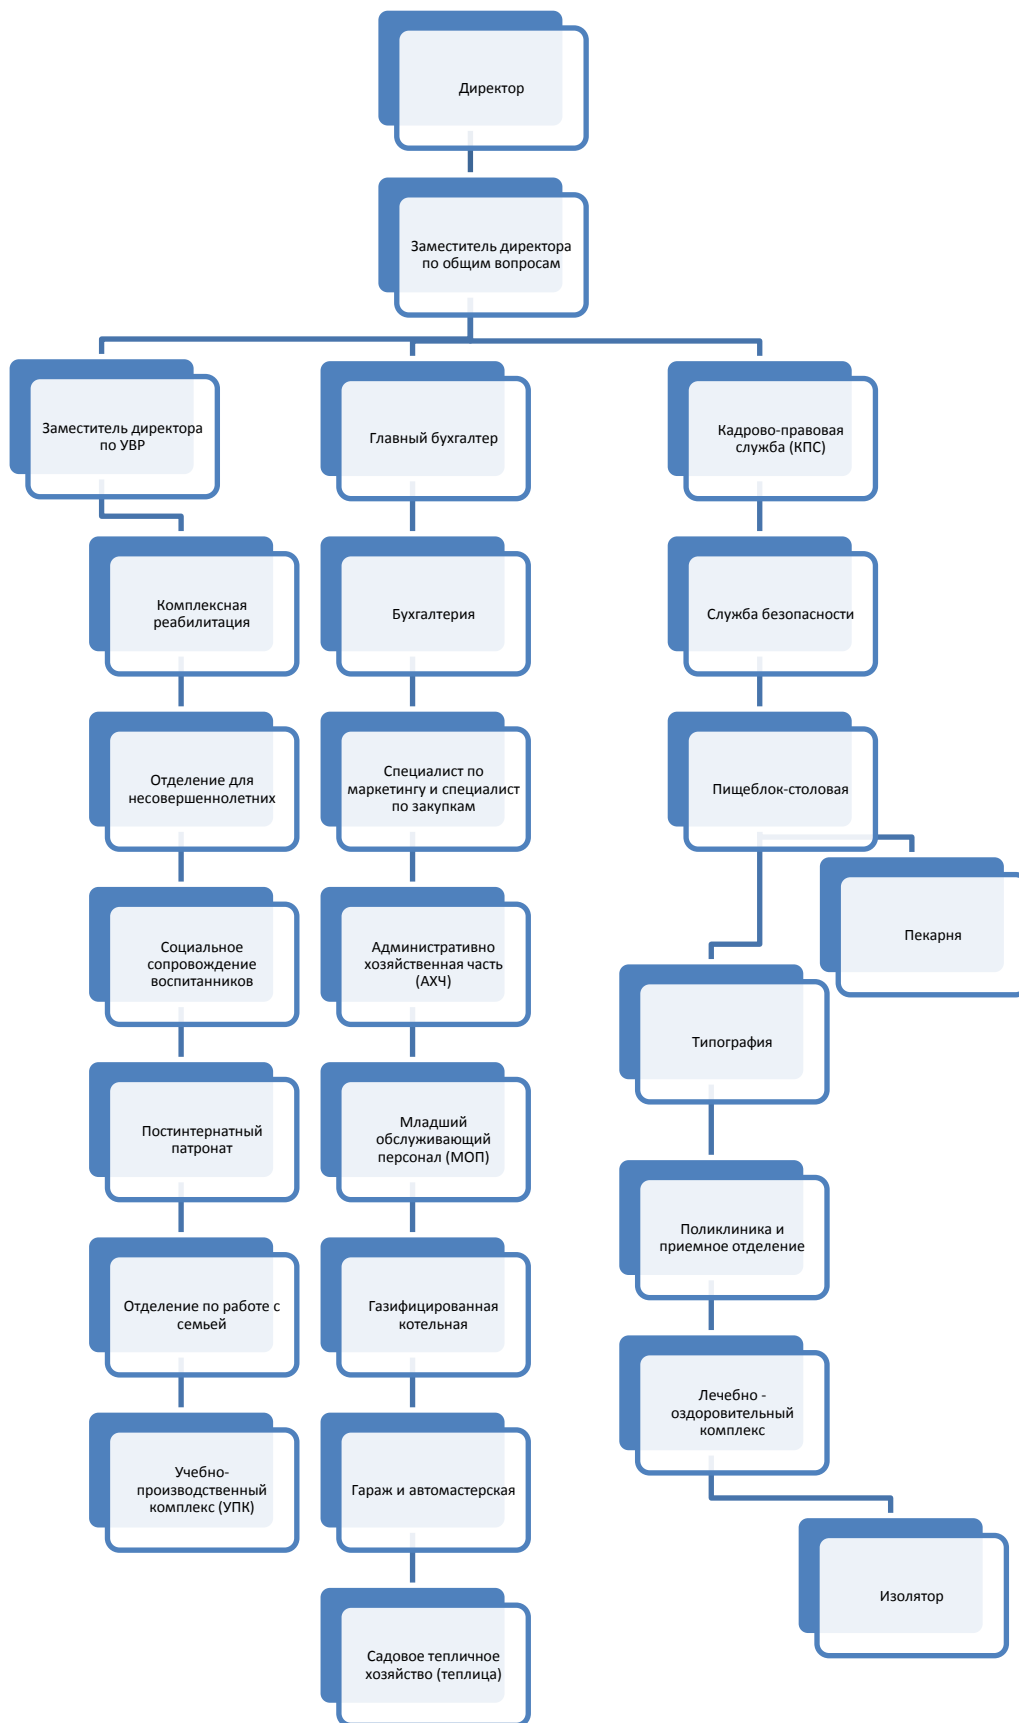 Директор
Заместитель директора
по общим вопросам
Заместитель директора
по УВР
Главный бухгалтер
Кадрово-правовая
служба (КПС)
Комплексная
реабилитация
Бухгалтерия
Служба безопасности
Отделение для
несовершеннолетних
Специалист по
маркетингу и специалист
по закупкам
Пищеблок-столовая
Социальное
сопровождение
воспитанников
Административно
хозяйственная часть
(АХЧ)
Пекарня
Типография
Постинтернатный
патронат
Младший
обслуживающий
персонал (МОП)
Поликлиника и
приемное отделение
Отделение по работе с
семьей
Газифицированная
котельная
Лечебно -
оздоровительный
комплекс
Учебно-
производственный
комплекс (УПК)
Гараж и автомастерская
Изолятор
Садовое тепличное
хозяйство (теплица)